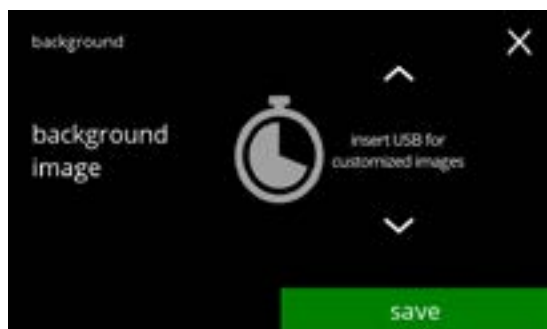 background
background
image
insert USB for
customized images
save